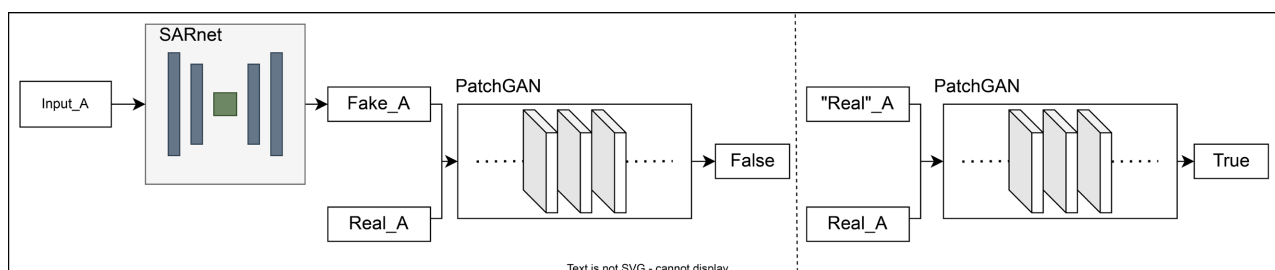 SARnet
Input_A
Fake_A
Real_A
PatchGAN
False
"Real"_A
Real_A
PatchGAN
True
Text is not SVG - cannot display